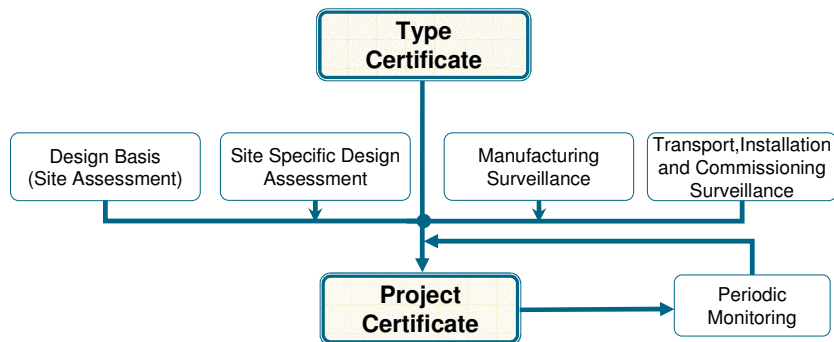 Type
Certificate
Design Basis
(Site Assessment)
Site Specific Design
Assessment
Manufacturing
Surveillance
Transport,Installation
and Commissioning
Surveillance
Project
Certificate
Periodic
Monitoring